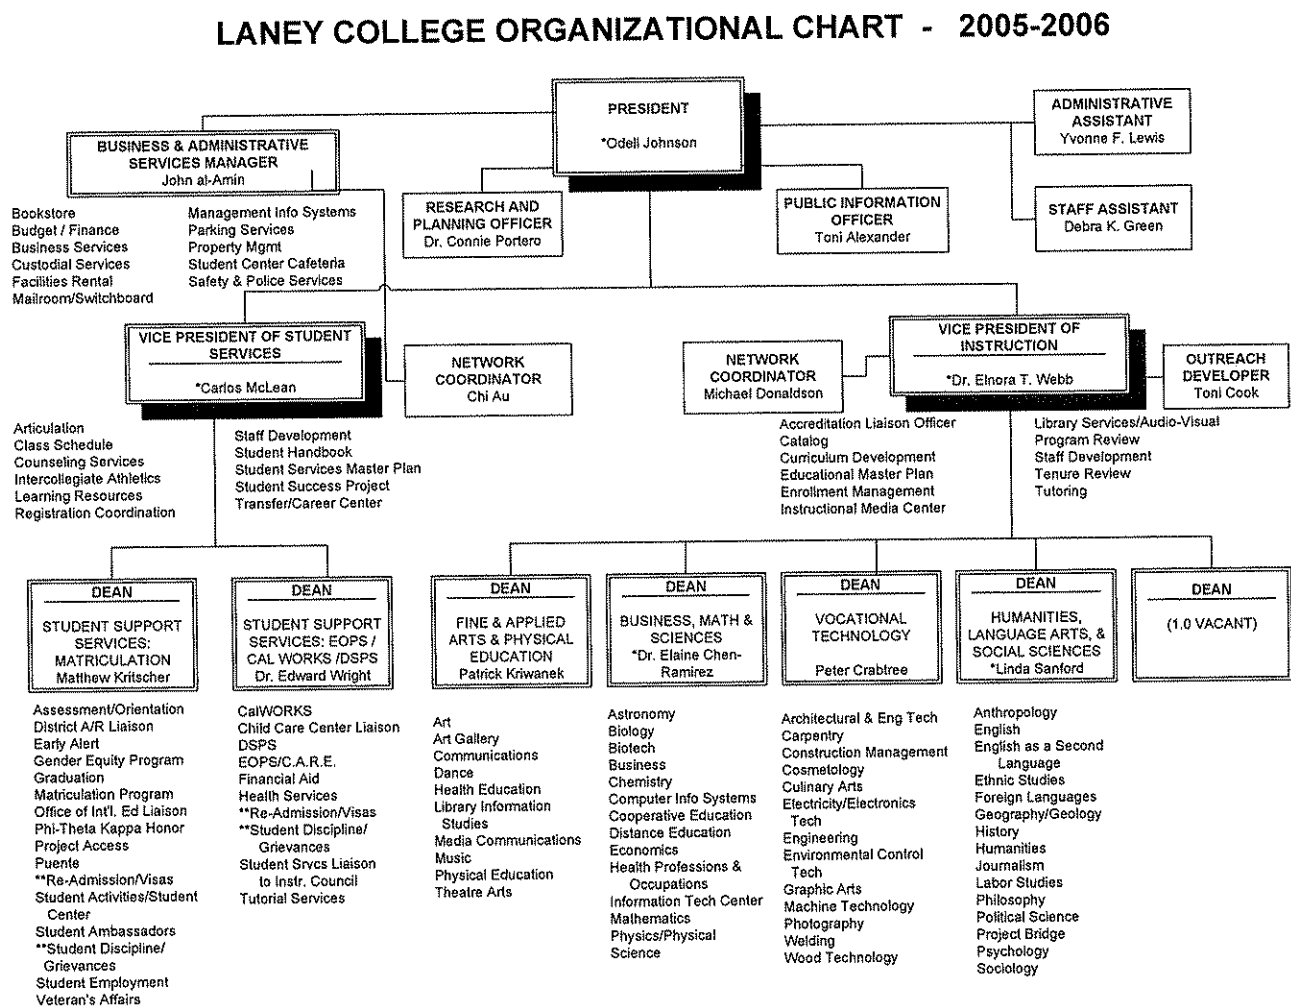 LANEY COLLEGE ORGANIZATIONAL CHART - 2005-2006
PRESIDENT
*Odell Johnson
ADMINISTRATIVE
ASSISTANT
Yvonne F. Lewis
BUSINESS & ADMINISTRATIVE
SERVICES MANAGER
John al-Amin
RESEARCH AND
PLANNING OFFICER
Dr. Connie Portero
PUBLIC INFORMATION
OFFICER
Toni Alexander
STAFF ASSISTANT
Debra K. Green
Bookstore
Budget / Finance
Business Services
Custodial Services
Facilities Rental
Mailroom/Switchboard
Management Info Systems
Parking Services
Property Mgmt
Student Center Cafeteria
Safety & Police Services
VICE PRESIDENT OF STUDENT
SERVICES
*Carlos McLean
NETWORK
COORDINATOR
Chi Au
NETWORK
COORDINATOR
Michael Donaldson
VICE PRESIDENT OF
INSTRUCTION
*Dr. Elnora T. Webb
OUTREACH
DEVELOPER
Toni Cook
Articulation
Class Schedule
Counseling Services
Intercollegiate Athletics
Learning Resources
Registration Coordination
Staff Development
Student Handbook
Student Services Master Plan
Student Success Project
Transfer/Career Center
Accreditation Liaison Officer
Catalog
Curriculum Development
Educational Master Plan
Enrollment Management
Instructional Media Center
Library Services/Audio-Visual
Program Review
Staff Development
Tenure Review
Tutoring
DEAN
STUDENT SUPPORT
SERVICES:
MATRICULATION
Matthew Kritscher
DEAN
STUDENT SUPPORT
SERVICES: EOPS /
CAL WORKS /DSPS
Dr. Edward Wright
DEAN
FINE & APPLIED
ARTS & PHYSICAL
EDUCATION
Patrick Kriwanek
DEAN
BUSINESS, MATH &
SCIENCES
*Dr. Elaine Chen-
Ramirez
DEAN
VOCATIONAL
TECHNOLOGY
Peter Crabtree
DEAN
HUMANITIES,
LANGUAGE ARTS, &
SOCIAL SCIENCES
*Linda Sanford
DEAN
(1.0 VACANT)
Assessment/Orientation
District A/R Liaison
Early Alert
Gender Equity Program
Graduation
Matriculation Program
Office of Int'l. Ed Liaison
Phi-Theta Kappa Honor
Project Access
Puente
**Re-Admission/Visas
Student Activities/Student
Center
Student Ambassadors
**Student Discipline/
Grievances
Student Employment
Veteran's Affairs
CalWORKS
Child Care Center Liaison
DSPS
EOPS/C.A.R.E.
Financial Aid
Health Services
**Re-Admission/Visas
**Student Discipline/
Grievances
Student Srvcs Liaison
to Instr. Council
Tutorial Services
Art
Art Gallery
Communications
Dance
Health Education
Library Information
Studies
Media Communications
Music
Physical Education
Theatre Arts
Astronomy
Biology
Biotech
Business
Chemistry
Computer Info Systems
Cooperative Education
Distance Education
Economics
Health Professions &
Occupations
Information Tech Center
Mathematics
Physics/Physical
Science
Architectural & Eng Tech
Carpentry
Construction Management
Cosmetology
Culinary Arts
Electricity/Electronics
Tech
Engineering
Environmental Control
Tech
Graphic Arts
Machine Technology
Photography
Welding
Wood Technology
Anthropology
English
English as a Second
Language
Ethnic Studies
Foreign Languages
Geography/Geology
History
Humanities
Journalism
Labor Studies
Philosophy
Political Science
Project Bridge
Psychology
Sociology